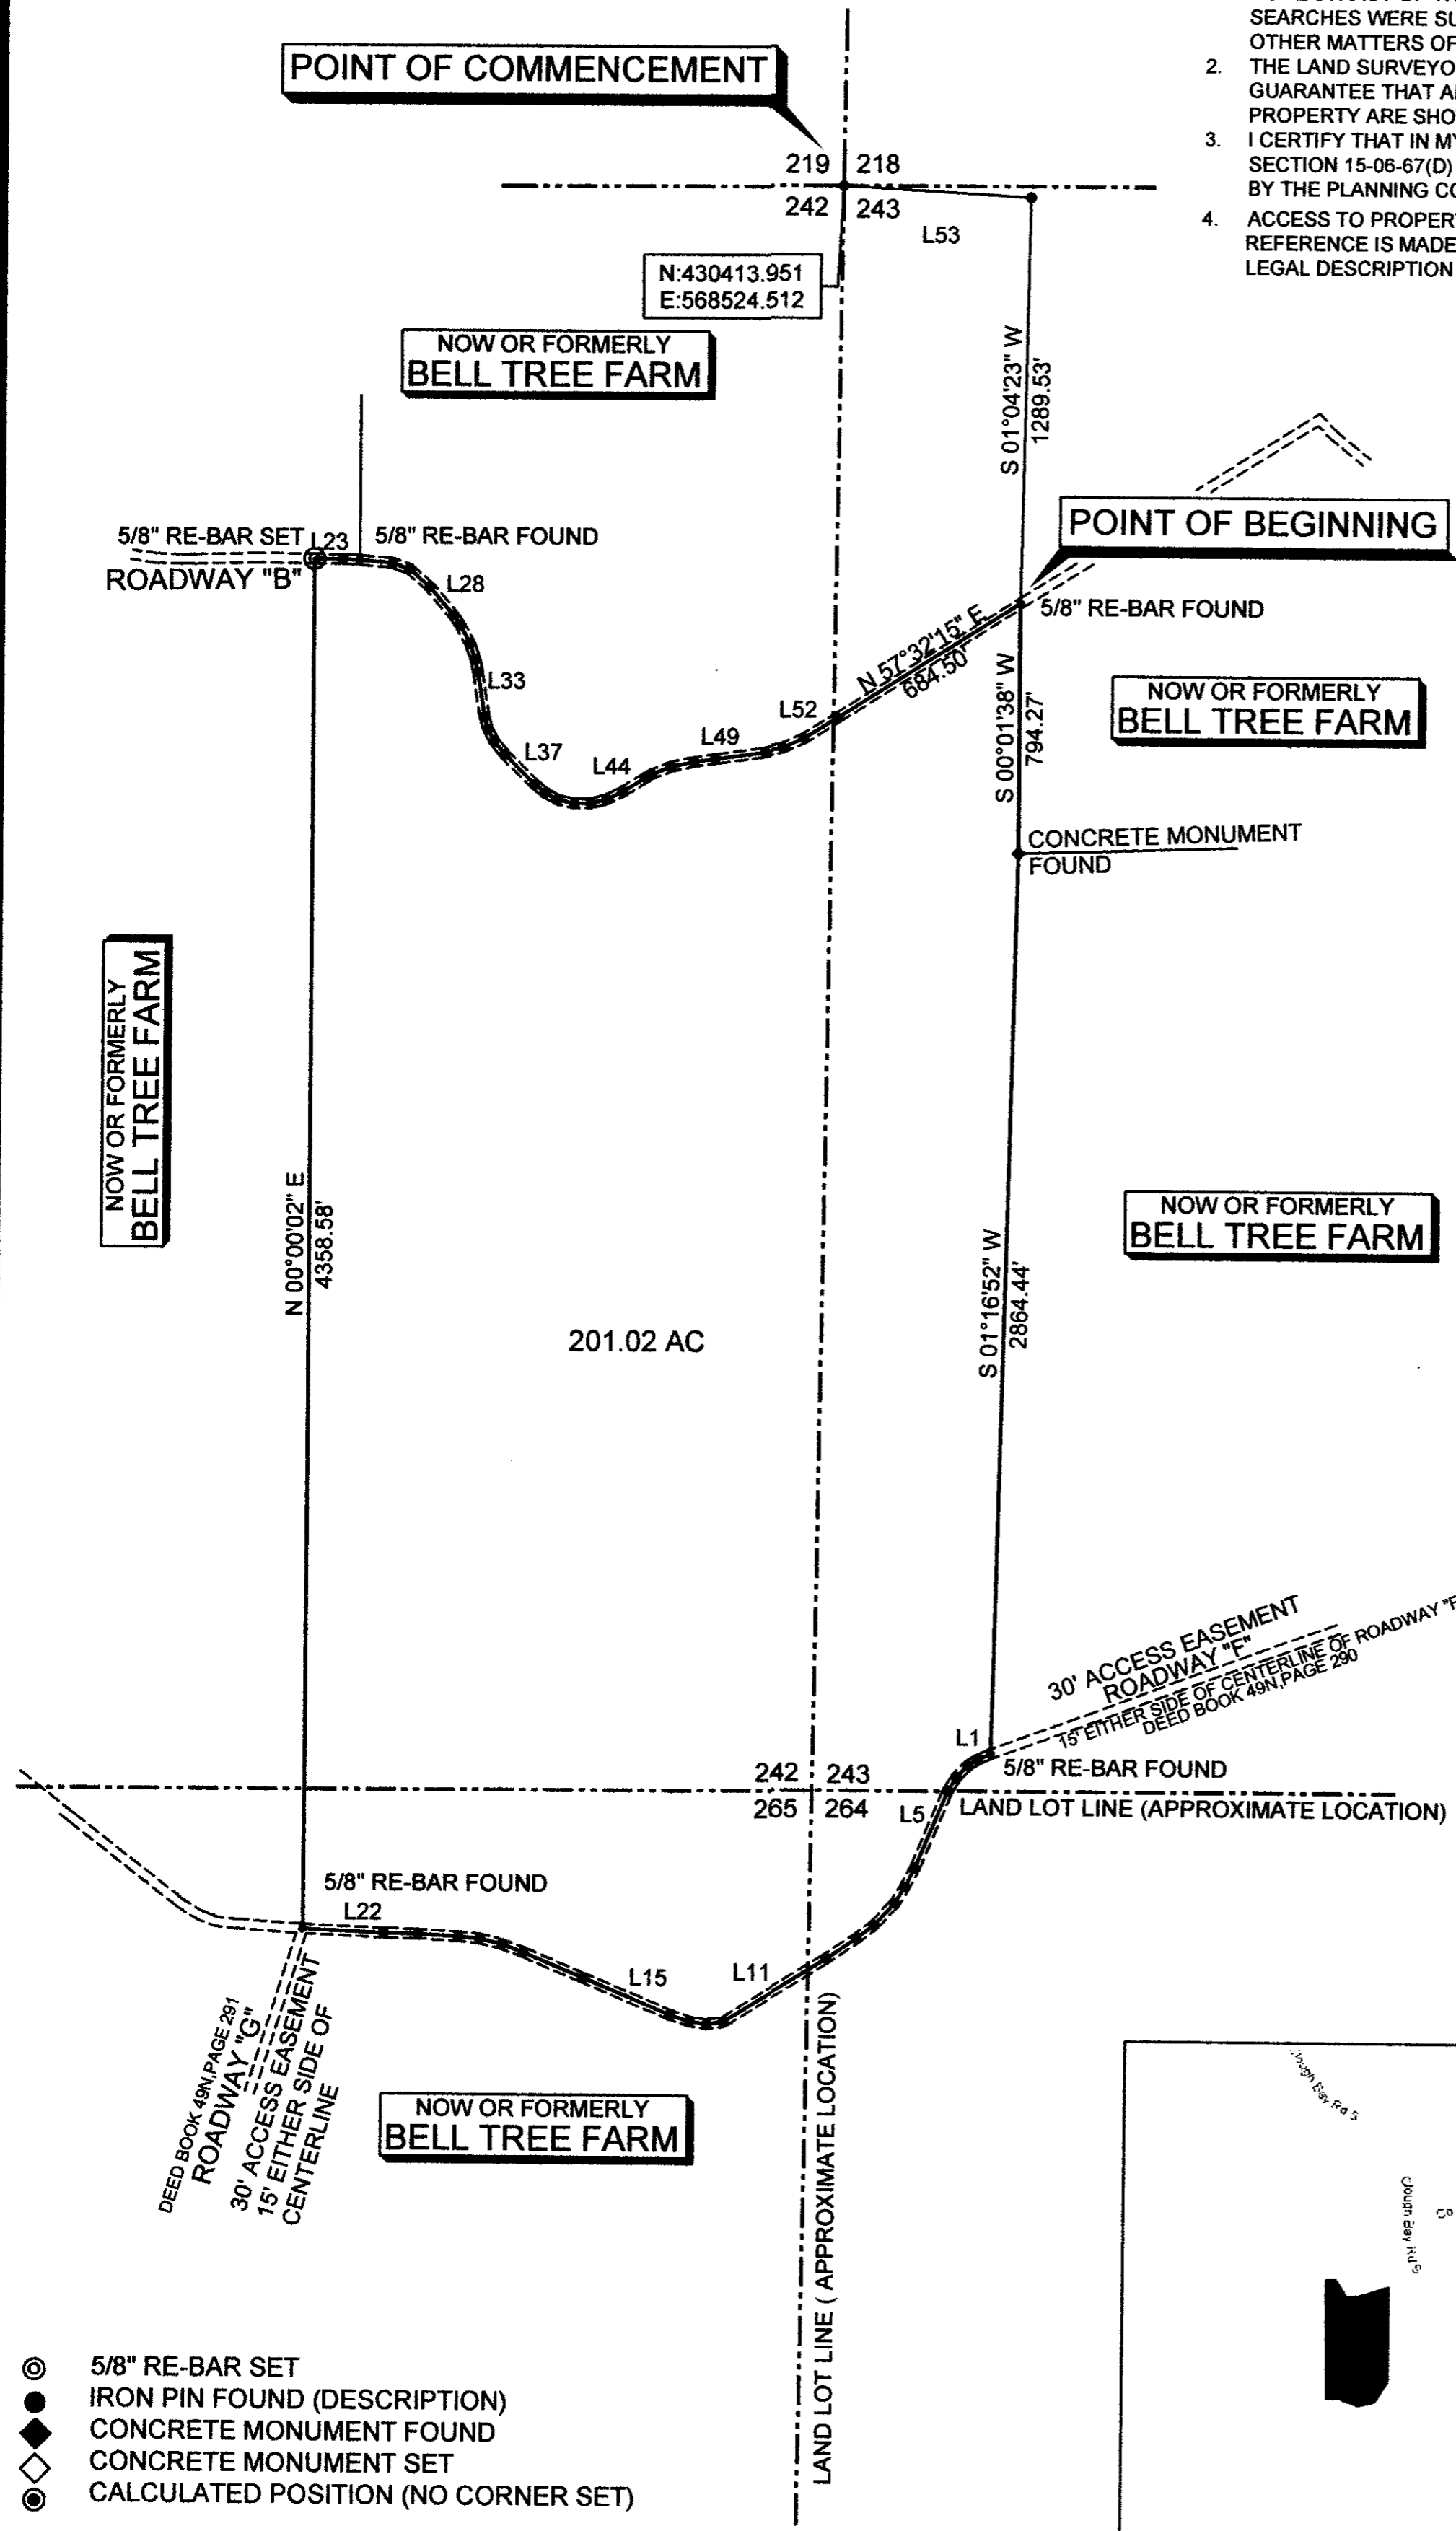 SEARCHES WERE
OTHER MATTERS OF
2. THE LAND SURVEYO
GUARANTEE THAT
PROPERTY ARE SHO
3. I CERTIFY THAT IN MY
SECTION 15-06-67(D)
BY THE PLANNING CO
4. ACCESS TO PROPER
REFERENCE IS MADE
LEGAL DESCRIPTION
POINT OF COMMENCEMENT
219 218
242 243
L53
N:430413.951
E:568524.512
NOW OR FORMERLY
BELL TREE FARM
S 01°04'23" W
1289.53'
POINT OF BEGINNING
5/8" RE-BAR SET
L23
5/8" RE-BAR FOUND
ROADWAY "B"
L28
5/8" RE-BAR FOUND
N 57°32'15" E
684.50'
L33
L52
L49
L37
L44
S 00°01'38" W
794.27'
NOW OR FORMERLY
BELL TREE FARM
CONCRETE MONUMENT
FOUND
NOW OR FORMERLY
BELL TREE FARM
N 00°00'02" E
4358.58'
201.02 AC
S 01°16'52" W
2864.44'
NOW OR FORMERLY
BELL TREE FARM
30' ACCESS EASEMENT
ROADWAY "F"
15' EITHER SIDE OF CENTERLINE OF ROADWAY "F
DEED BOOK 49N,PAGE 290
L1
5/8" RE-BAR FOUND
242 243
265 264
L5
LAND LOT LINE (APPROXIMATE LOCATION)
5/8" RE-BAR FOUND
L22
L15
L11
DEED BOOK 49N,PAGE 291
ROADWAY "G"
30' ACCESS EASEMENT
15' EITHER SIDE OF
CENTERLINE
NOW OR FORMERLY
BELL TREE FARM
LAND LOT LINE ( APPROXIMATE LOCATION)
Bay Rd S
Bay Rd S
5/8" RE-BAR SET
IRON PIN FOUND (DESCRIPTION)
CONCRETE MONUMENT FOUND
CONCRETE MONUMENT SET
CALCULATED POSITION (NO CORNER SET)